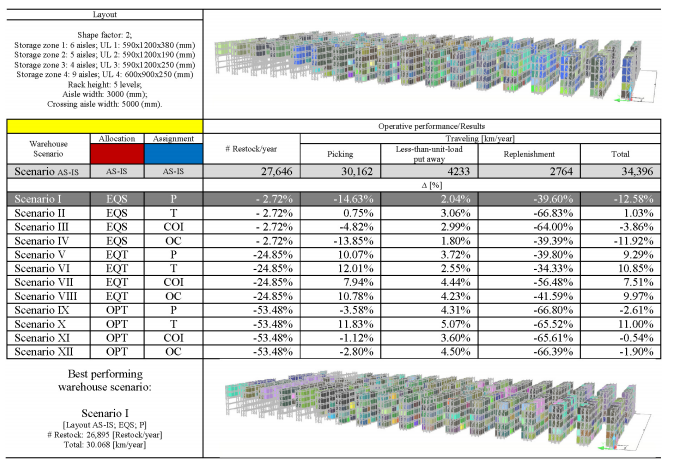 Layout
Shape factor: 2;
Storage zone 1: 6 aisles; UL 1: 590x1200x380 (mm)
Storage zone 2: 5 aisles; UL 2: 590x1200x190 (mm)
Storage zone 3: 4 aisles; UL 3: 590x1200x250 (mm)
Storage zone 4: 9 aisles; UL 4: 600x900x250 (mm)
Rack height: 5 levels;
Aisle width: 3000 (mm);
Crossing aisle width: 5000 (mm).
Operative performance/Results
Warehouse Scenario Allocation Assignment # Restock/year Traveling [km/year]
Picking Less-than-unit-load put away Replenishment Total
Scenario AS-IS AS-IS AS-IS 27,646 30,162 4233 2764 34,396
Δ [%]
Scenario I EQS P - 2.72% -14.63% 2.04% -39.60% -12.58%
Scenario II EQS T - 2.72% 0.75% 3.06% -66.83% 1.03%
Scenario III EQS COI - 2.72% -4.82% 2.99% -64.00% -3.86%
Scenario IV EQS OC - 2.72% -13.85% 1.80% -39.39% -11.92%
Scenario V EQT P -24.85% 10.07% 3.72% -39.80% 9.29%
Scenario VI EQT T -24.85% 12.01% 2.55% -34.33% 10.85%
Scenario VII EQT COI -24.85% 7.94% 4.44% -56.48% 7.51%
Scenario VIII EQT OC -24.85% 10.78% 4.23% -41.59% 9.97%
Scenario IX OPT P -53.48% -3.58% 4.31% -66.80% -2.61%
Scenario X OPT T -53.48% 11.83% 5.07% -65.52% 11.00%
Scenario XI OPT COI -53.48% -1.12% 3.60% -65.61% -0.54%
Scenario XII OPT OC -53.48% -2.80% 4.50% -66.39% -1.90%
Best performing
warehouse scenario:
Scenario I
[Layout AS-IS; EQS; P]
# Restock: 26,895 [Restock/year]
Total: 30.068 [km/year]